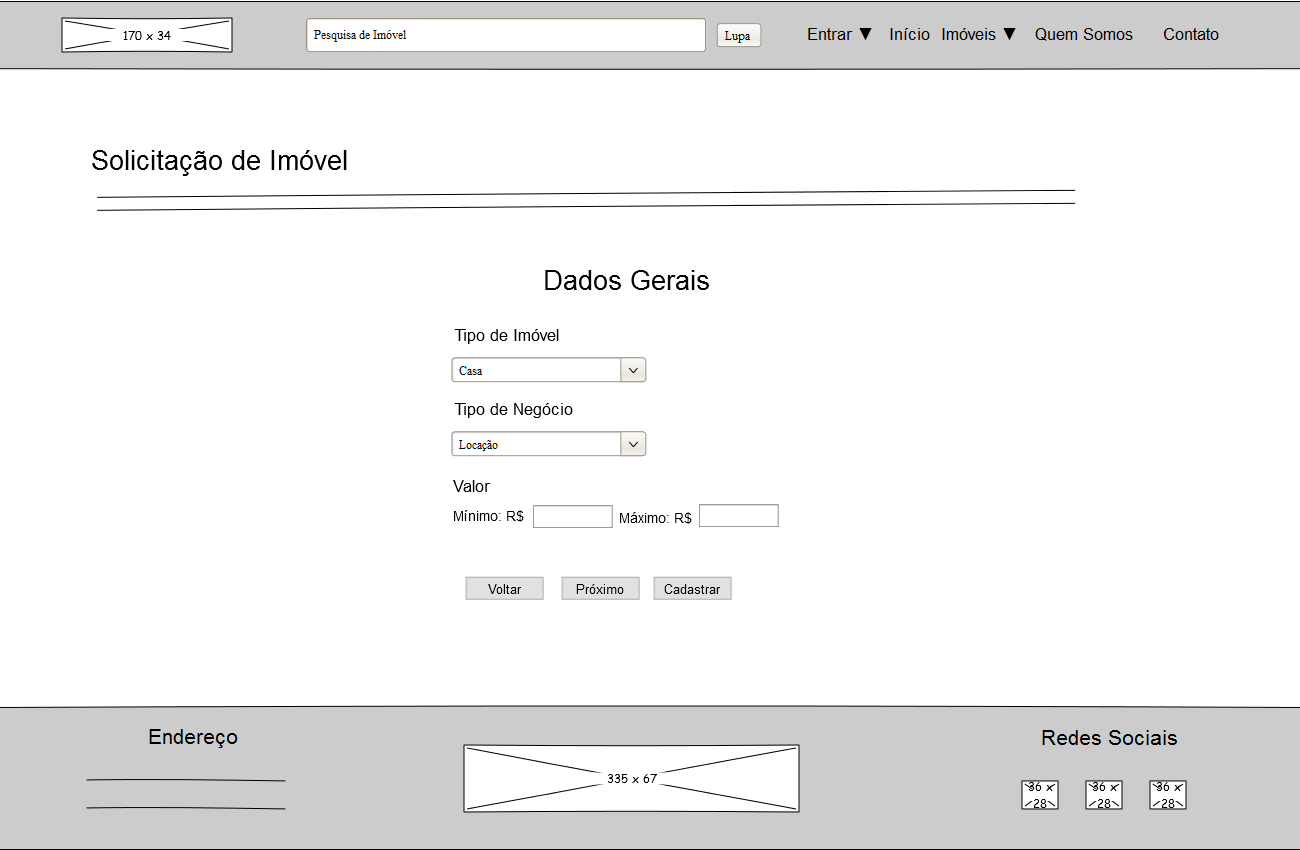 170 x 34
Pesquisa de Imóvel
Lupa
Entrar ▼ Início Imóveis ▼ Quem Somos Contato
Solicitação de Imóvel
Dados Gerais
Tipo de Imóvel
Casa
Tipo de Negócio
Locação
Valor
Mínimo: R$ Máximo: R$
Voltar Próximo Cadastrar
Endereço
335 x 67
Redes Sociais
36 x 28
36 x 28
36 x 28